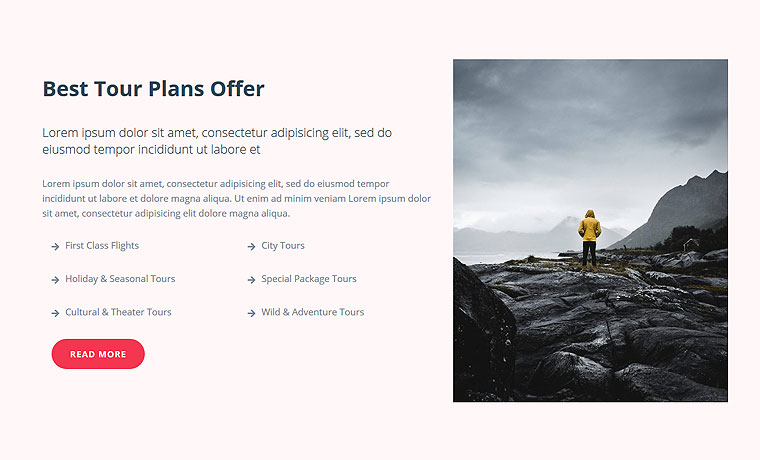 Best Tour Plans Offer
Lorem ipsum dolor sit amet, consectetur adipisicing elit, sed do
eiusmod tempor incididunt ut labore et
Lorem ipsum dolor sit amet, consectetur adipisicing elit, sed do eiusmod tempor
incididunt ut labore et dolore magna aliqua. Ut enim ad minim veniam Lorem ipsum dolor
sit amet, consectetur adipisicing elit dolore magna aliqua.
First Class Flights
City Tours
Holiday & Seasonal Tours
Special Package Tours
Cultural & Theater Tours
Wild & Adventure Tours
READ MORE